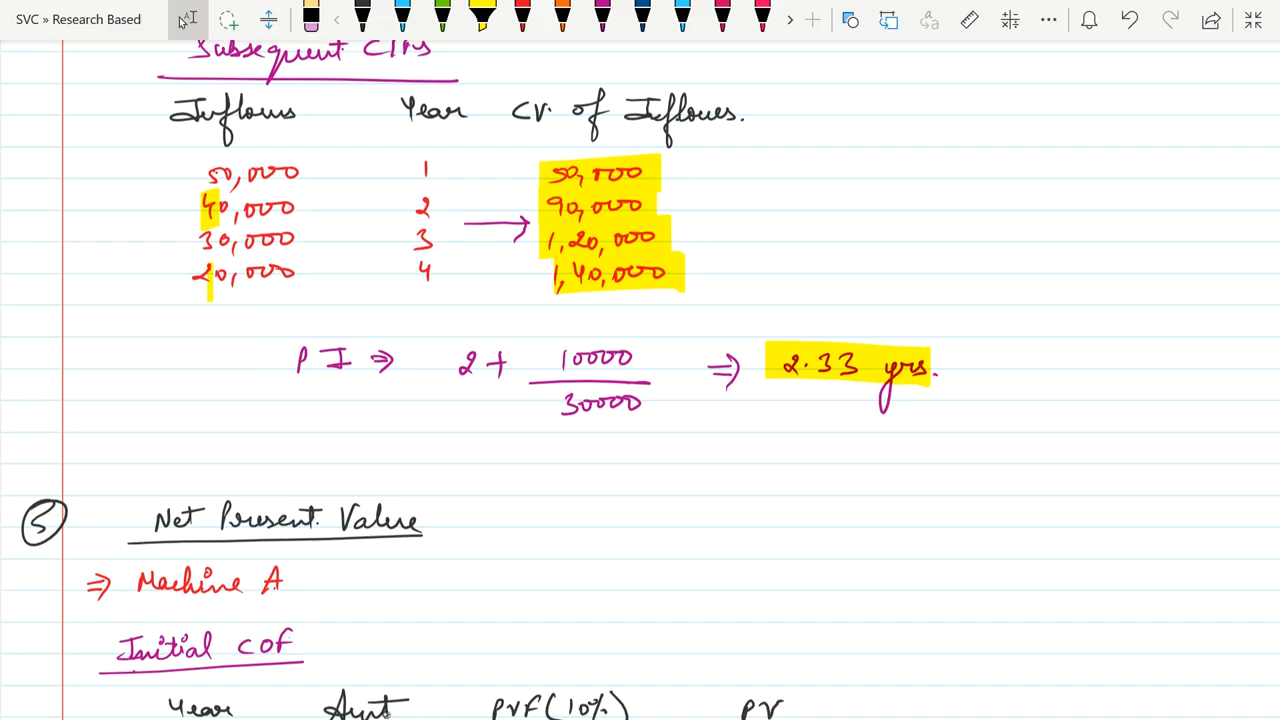 SVC » Research Based
Subsequent CIFs
Inflows Year CV. of Inflows.
50,000 1 50,000
40,000 2 90,000
30,000 3 1,20,000
20,000 4 1,40,000
P I ⇒ 2 + 10000 / 30000 ⇒ 2.33 yrs.
5 Net Present Value
⇒ Machine A
Initial COF
Year Amt PVF (10%) PV